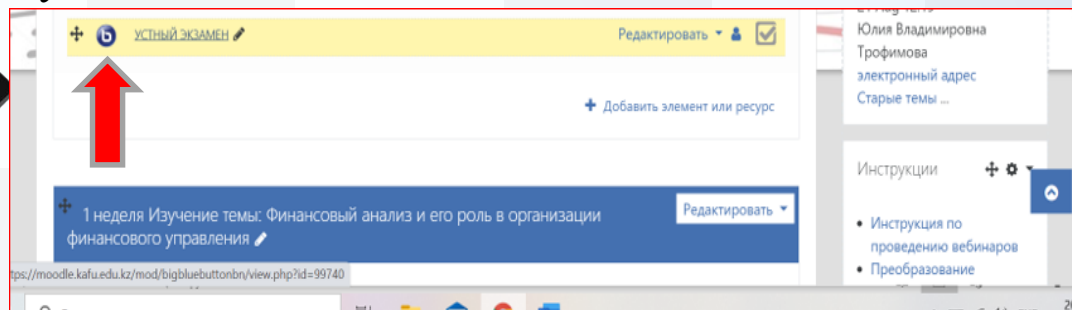 УСТНЫЙ ЭКЗАМЕН
Редактировать
Добавить элемент или ресурс
1 неделя Изучение темы: Финансовый анализ и его роль в организации
финансового управления
Редактировать
tps://moodle.kafu.edu.kz/mod/bigbluebuttonbn/view.php?id=99740
Юлия Владимировна
Трофимова
электронный адрес
Старые темы ...
Инструкции
Инструкция по
проведению вебинаров
Преобразование